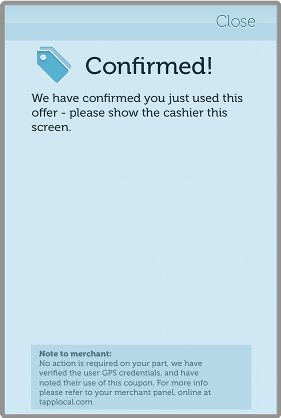 Close
Confirmed!
We have confirmed you just used this
offer - please show the cashier this
screen.
Note to merchant:
No action is required on your part, we have
verified the user GPS credentials, and have
noted their use of this coupon. For more info
please refer to your merchant panel, online at
tapplocal.com